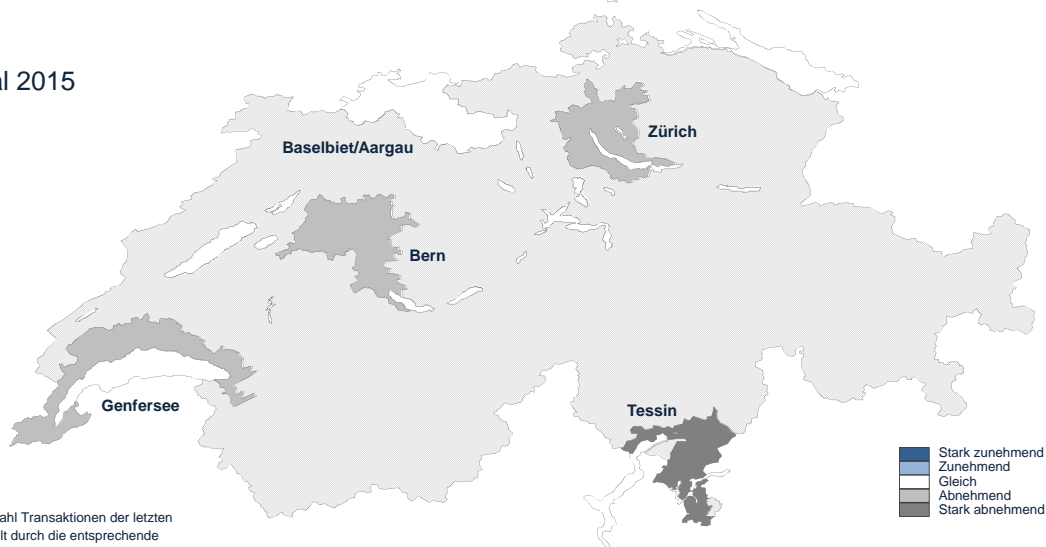 al 2015
Baselbiet/Aargau
Zürich
Bern
Genfersee
Tessin
Stark zunehmend
Zunehmend
Gleich
Abnehmend
Stark abnehmend
ahl Transaktionen der letzten
lt durch die entsprechende